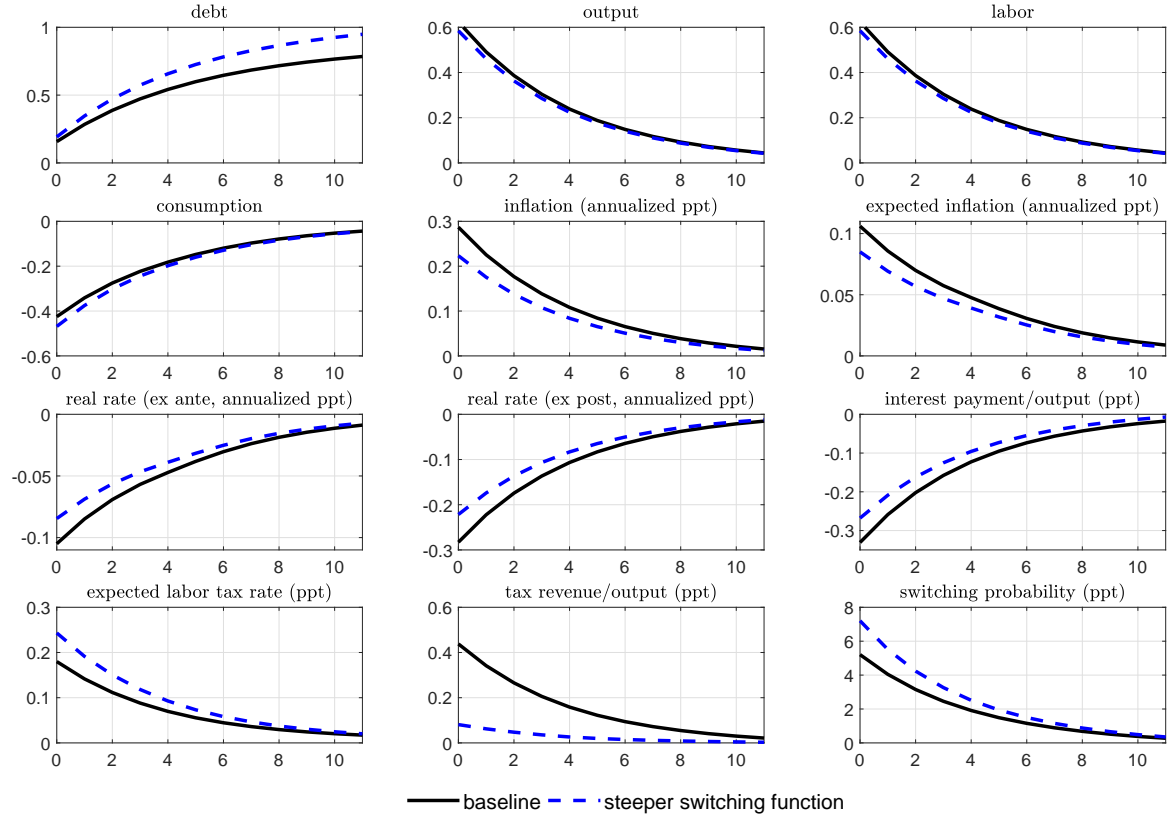 debt
output
labor
1
0.5
0
0 2 4 6 8 10
0.6
0.4
0.2
0
0 2 4 6 8 10
0.6
0.4
0.2
0
0 2 4 6 8 10
consumption
inflation (annualized ppt)
expected inflation (annualized ppt)
0
-0.2
-0.4
-0.6
0 2 4 6 8 10
0.3
0.2
0.1
0
0 2 4 6 8 10
0.1
0.05
0
0 2 4 6 8 10
real rate (ex ante, annualized ppt)
real rate (ex post, annualized ppt)
interest payment/output (ppt)
0
-0.05
-0.1
0 2 4 6 8 10
0
-0.1
-0.2
-0.3
0 2 4 6 8 10
0
-0.1
-0.2
-0.3
0 2 4 6 8 10
expected labor tax rate (ppt)
tax revenue/output (ppt)
switching probability (ppt)
0.3
0.2
0.1
0
0 2 4 6 8 10
0.6
0.4
0.2
0
0 2 4 6 8 10
8
6
4
2
0
0 2 4 6 8 10
baseline steeper switching function